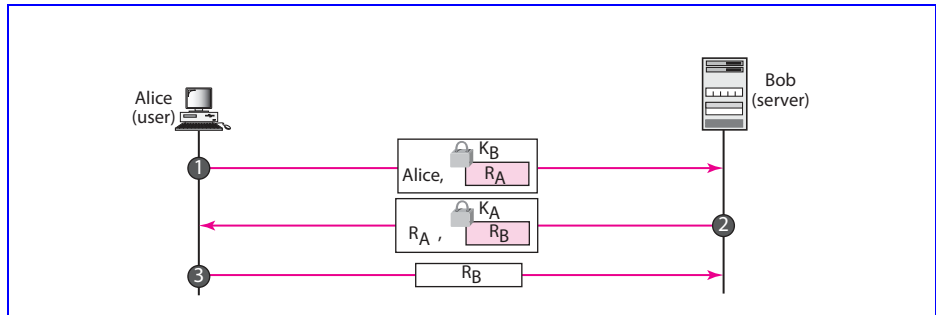 Alice
(user)
Bob
(server)
1
Alice,
K_B
R_A
R_A ,
K_A
R_B
2
3
R_B